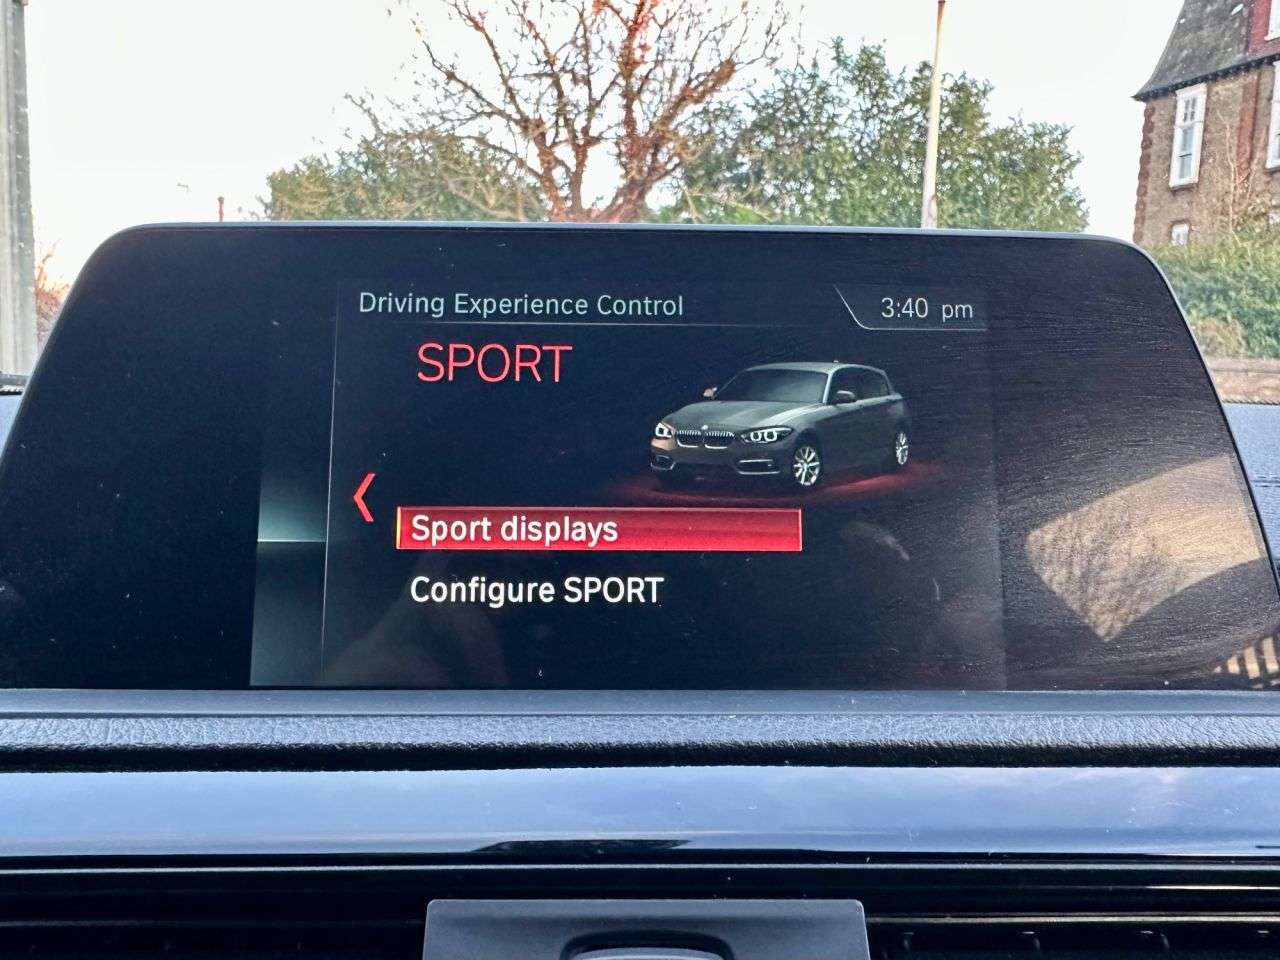 Driving Experience Control
3:40 pm
SPORT
Sport displays
Configure SPORT